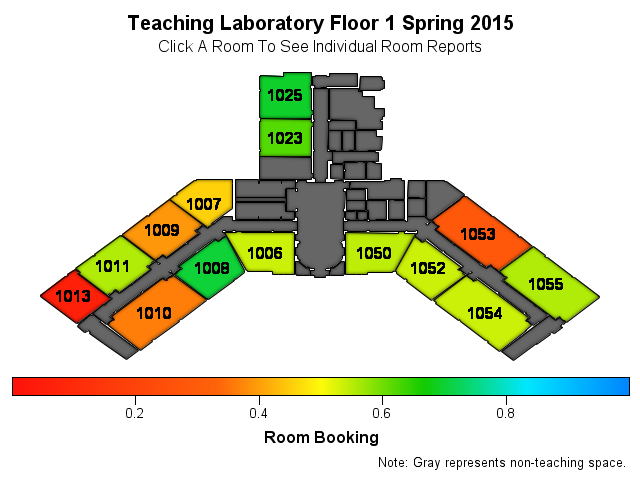 Teaching Laboratory Floor 1 Spring 2015
Click A Room To See Individual Room Reports
1025
1023
1007
1009
1053
1006
1050
1011
1008
1052
1055
1013
1010
1054
0.2 0.4 0.6 0.8
Room Booking
Note: Gray represents non-teaching space.